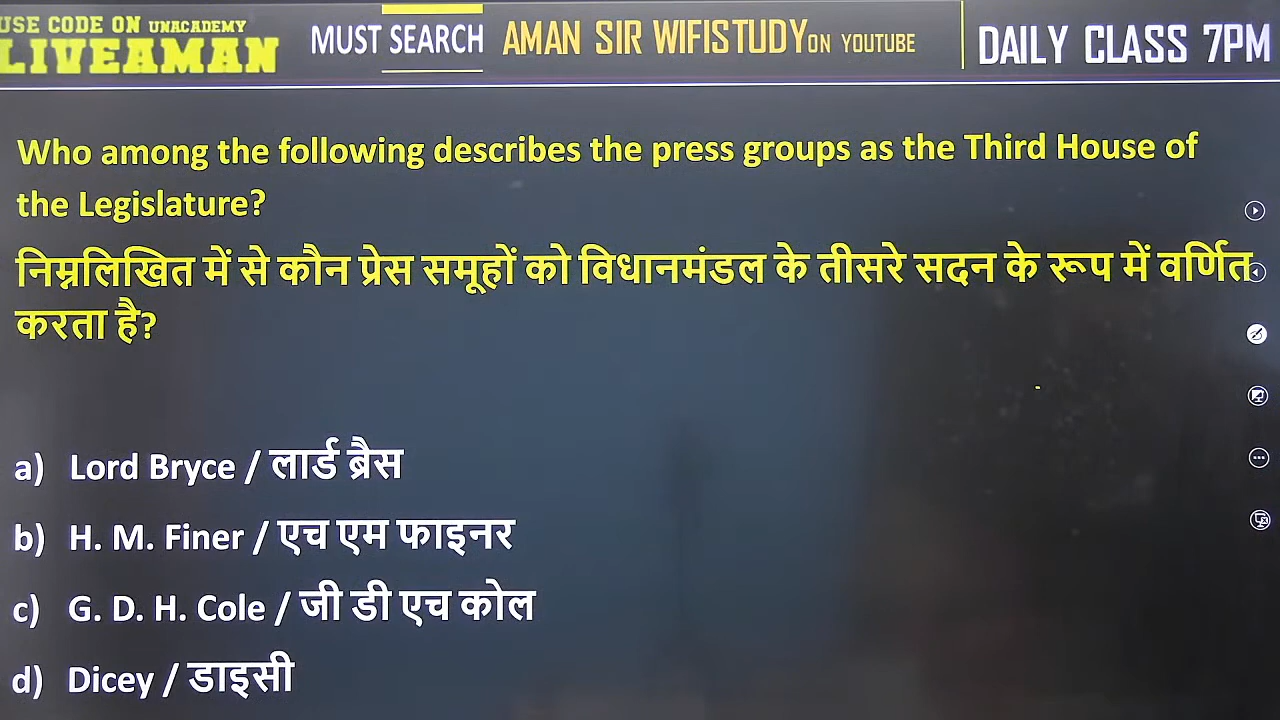 USE CODE ON UNACADEMY
LIVEAMAN
MUST SEARCH AMAN SIR WIFISTUDY ON YOUTUBE
DAILY CLASS 7PM
Who among the following describes the press groups as the Third House of
the Legislature?
निम्नलिखित में से कौन प्रेस समूहों को विधानमंडल के तीसरे सदन के रूप में वर्णित
करता है?
a) Lord Bryce / लार्ड ब्रैस
b) H. M. Finer / एच एम फाइनर
c) G. D. H. Cole / जी डी एच कोल
d) Dicey / डाइसी